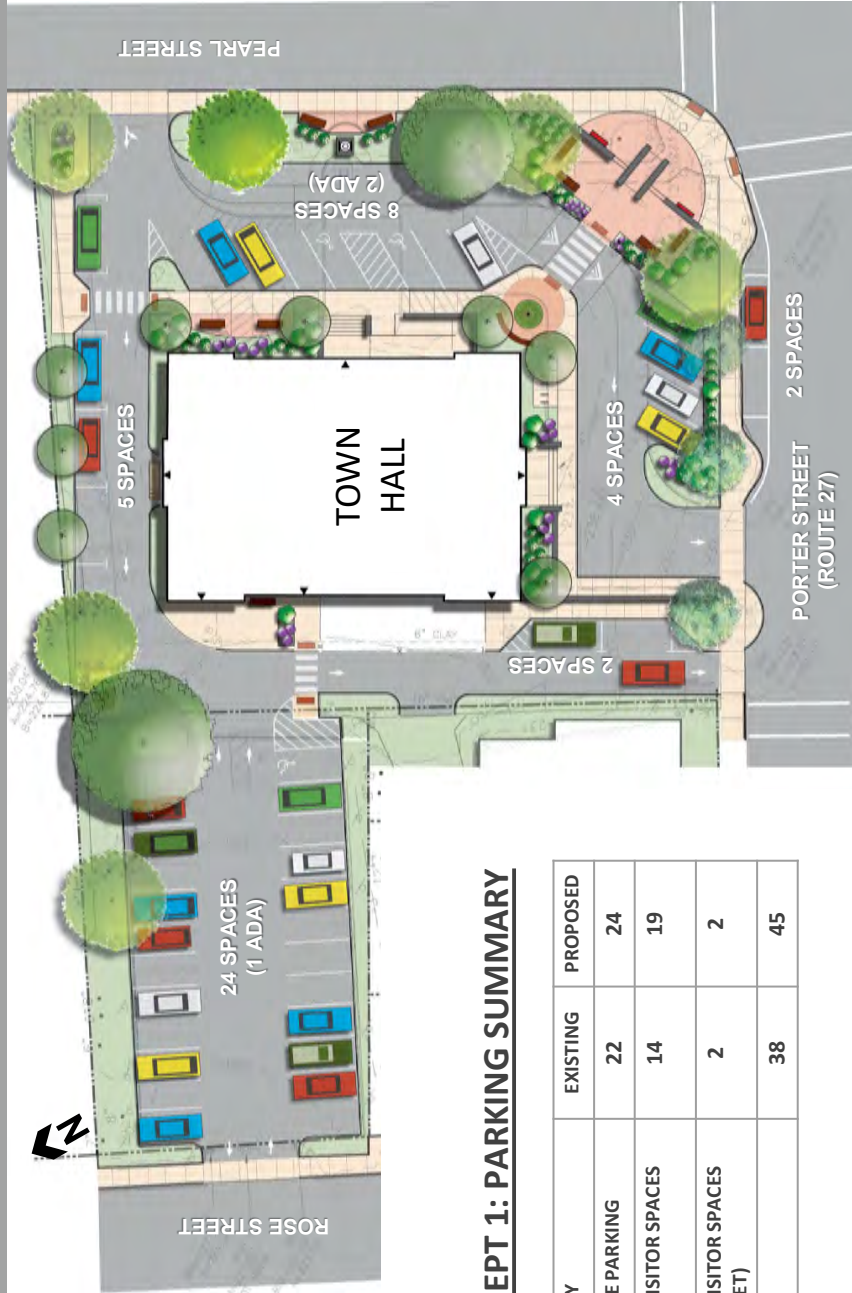 PEARL STREET
8 SPACES
(2 ADA)
5 SPACES
TOWN
HALL
4 SPACES
2 SPACES
PORTER STREET
(ROUTE 27)
2 SPACES
24 SPACES
(1 ADA)
N
ROSE STREET
EPT 1: PARKING SUMMARY
Y EXISTING PROPOSED
E PARKING 22 24
ISITOR SPACES 14 19
ISITOR SPACES
ET) 2 2
38 45